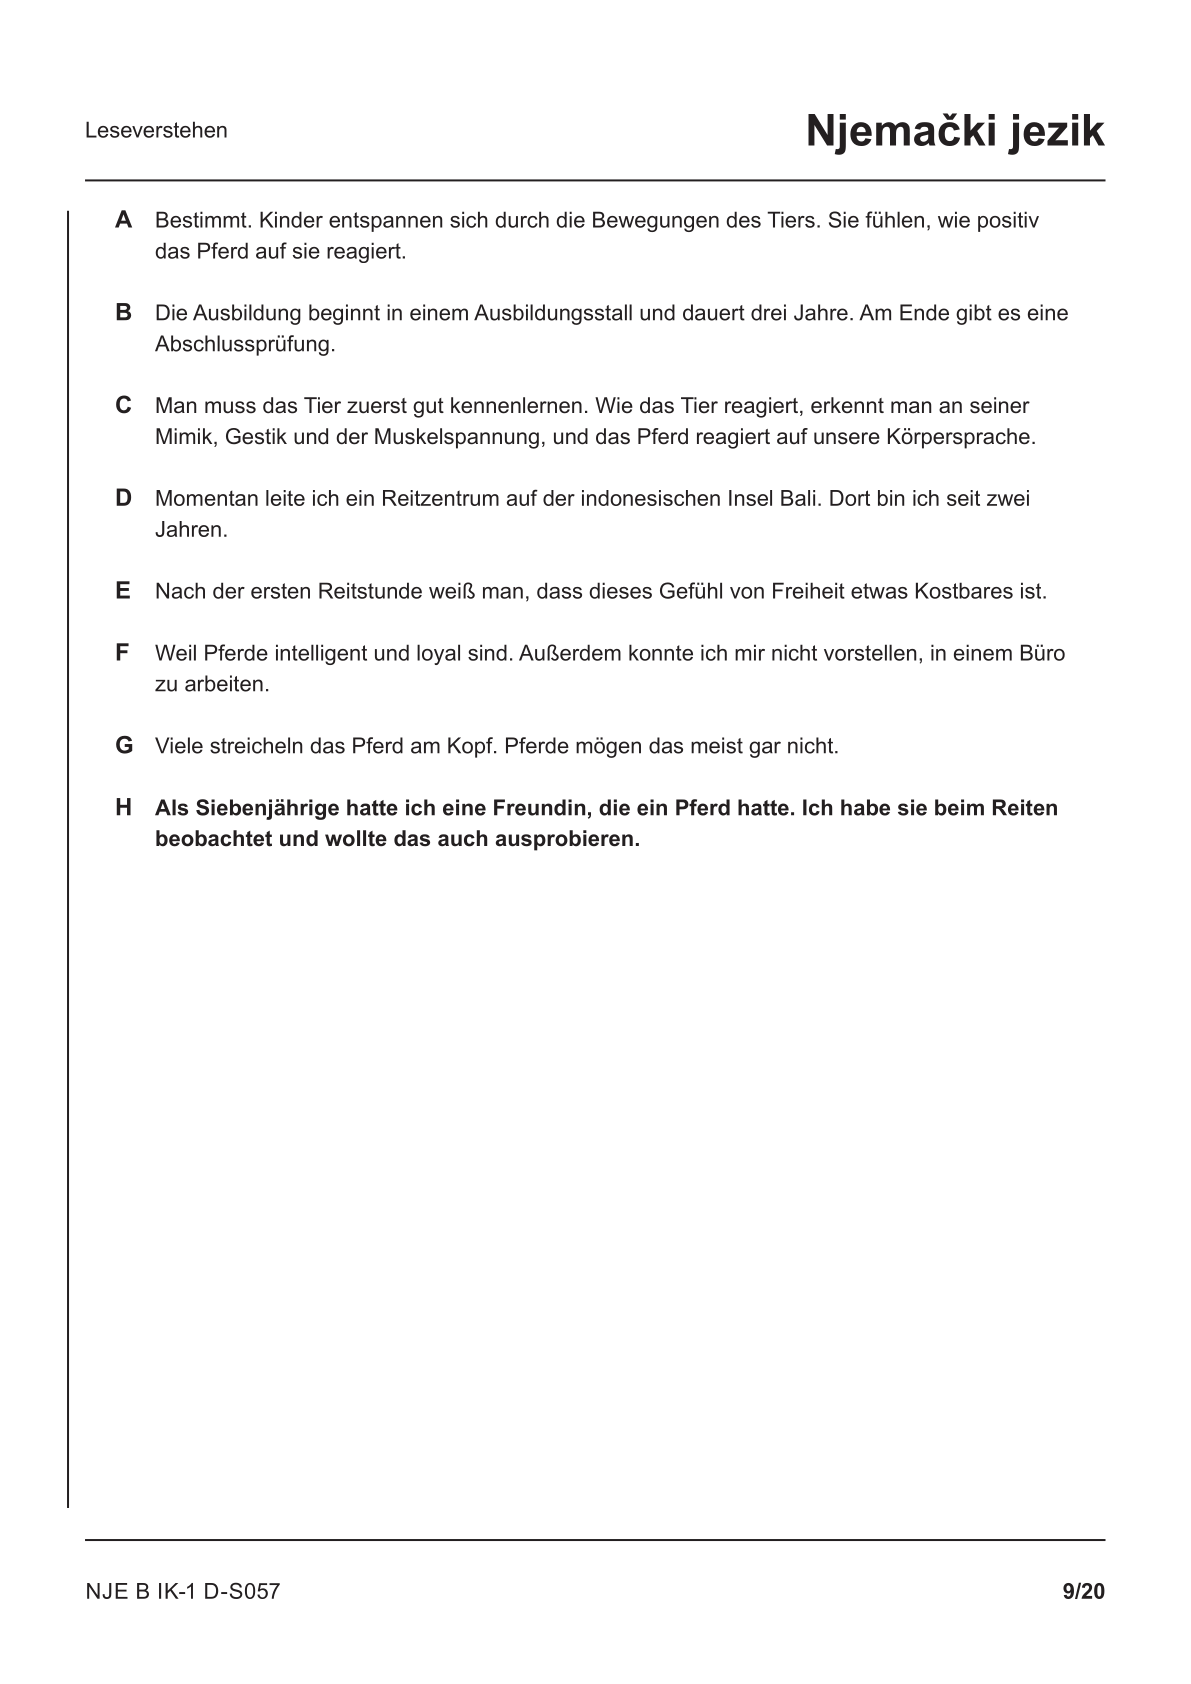 Leseverstehen
Njemački jezik
A Bestimmt. Kinder entspannen sich durch die Bewegungen des Tiers. Sie fühlen, wie positiv
das Pferd auf sie reagiert.
B Die Ausbildung beginnt in einem Ausbildungsstall und dauert drei Jahre. Am Ende gibt es eine
Abschlussprüfung.
C Man muss das Tier zuerst gut kennenlernen. Wie das Tier reagiert, erkennt man an seiner
Mimik, Gestik und der Muskelspannung, und das Pferd reagiert auf unsere Körpersprache.
D Momentan leite ich ein Reitzentrum auf der indonesischen Insel Bali. Dort bin ich seit zwei
Jahren.
E Nach der ersten Reitstunde weiß man, dass dieses Gefühl von Freiheit etwas Kostbares ist.
F Weil Pferde intelligent und loyal sind. Außerdem konnte ich mir nicht vorstellen, in einem Büro
zu arbeiten.
G Viele streicheln das Pferd am Kopf. Pferde mögen das meist gar nicht.
H Als Siebenjährige hatte ich eine Freundin, die ein Pferd hatte. Ich habe sie beim Reiten
beobachtet und wollte das auch ausprobieren.
NJE B IK-1 D-S057
9/20